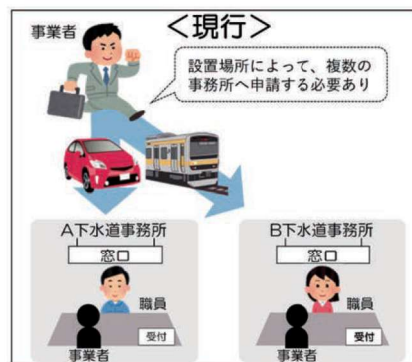 ＜現行＞
事業者
設置場所によって、複数の
事務所へ申請する必要あり
A下水道事務所
窓口
職員
受付
事業者
B下水道事務所
窓口
職員
受付
事業者